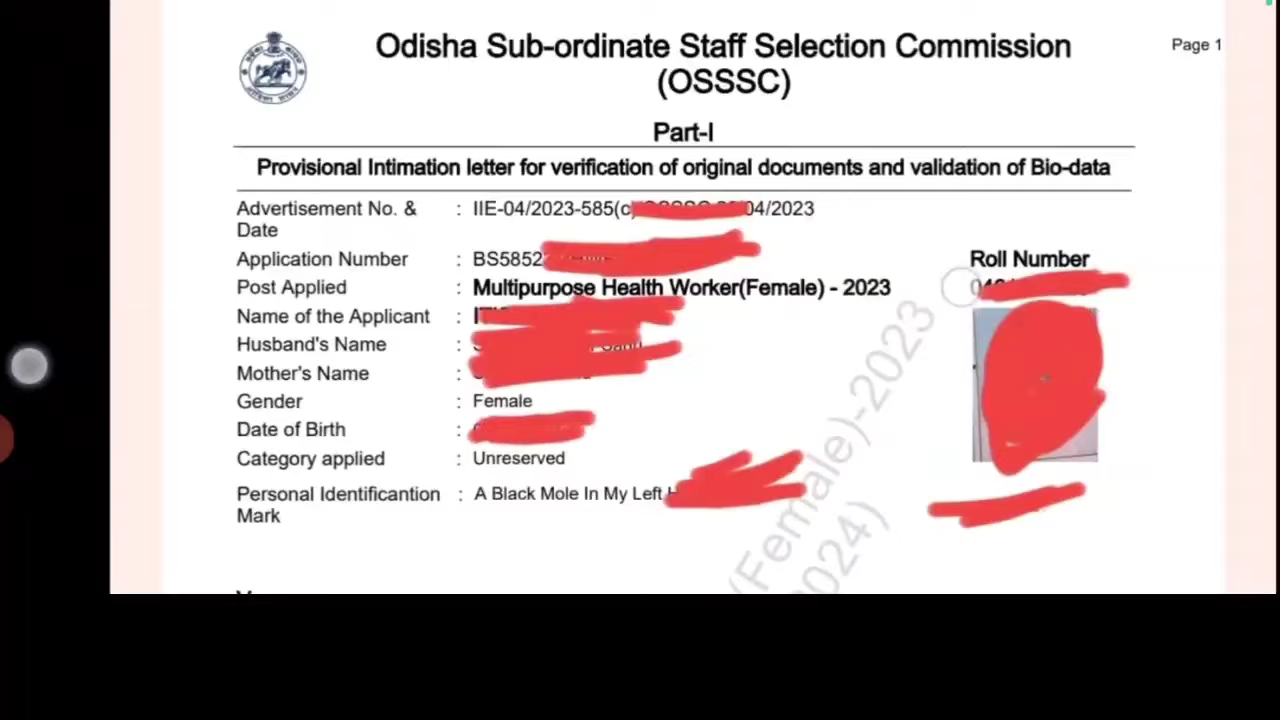 Odisha Sub-ordinate Staff Selection Commission
(OSSSC)
Page 1
Part-I
Provisional Intimation letter for verification of original documents and validation of Bio-data
Advertisement No. & : IIE-04/2023-585(c) 04/2023
Date
Application Number : BS5852
Roll Number
Post Applied : Multipurpose Health Worker(Female) - 2023
Name of the Applicant :
Husband's Name :
Mother's Name :
Gender : Female
Date of Birth :
Category applied : Unreserved
Personal Identificantion : A Black Mole In My Left
Mark
(Female)-2023
2024)